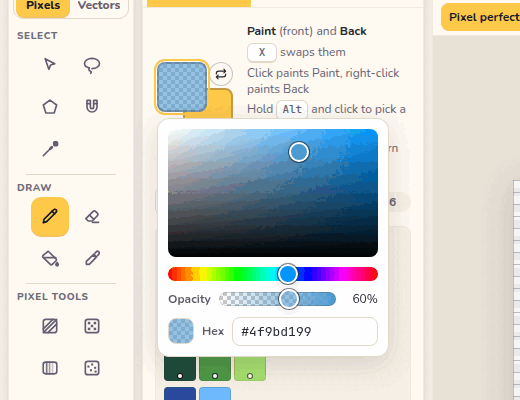 Pixels Vectors
SELECT
DRAW
PIXEL TOOLS
Paint (front) and Back
X swaps them
Click paints Paint, right-click
paints Back
Hold Alt and click to pick a
Opacity 60%
Hex #4f9bd199
Pixel perfect